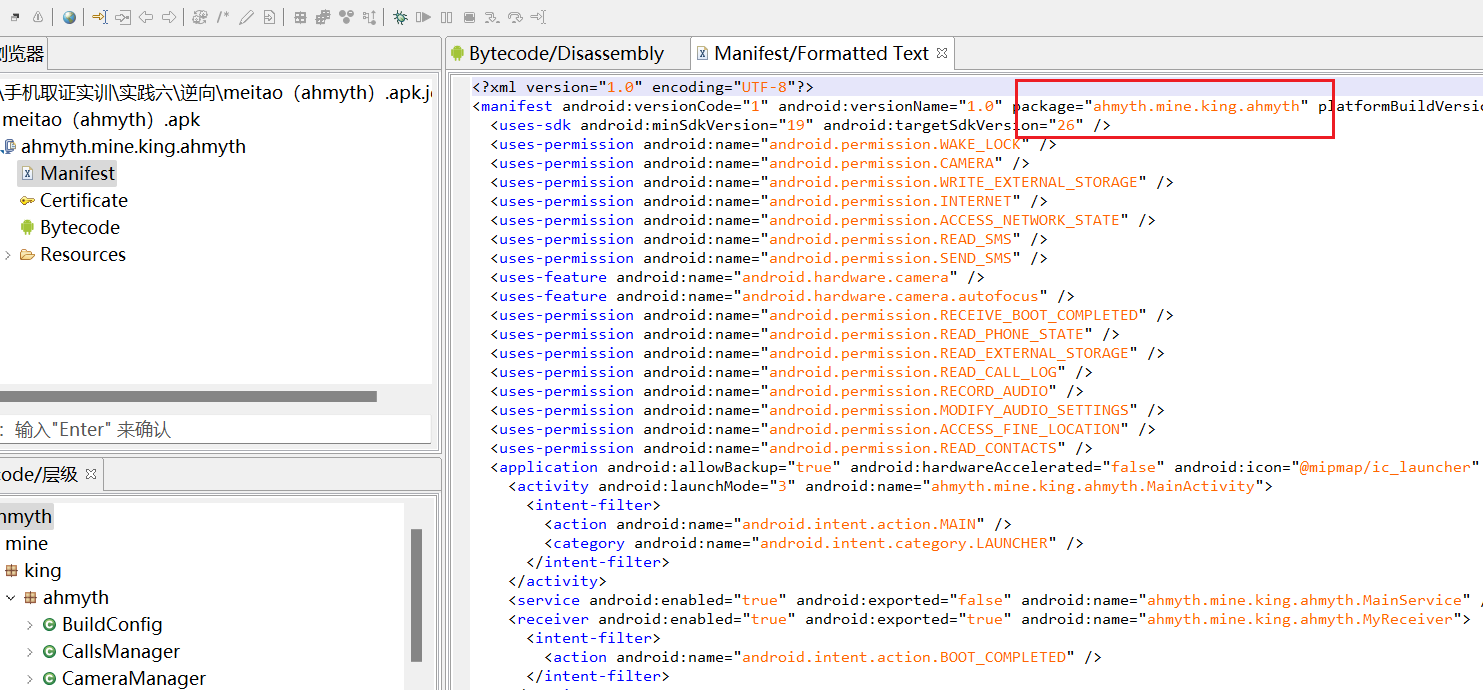 浏览器
\手机取证实训\实践六\逆向\meitao（ahmyth）.apk.j
meitao（ahmyth）.apk
ahmyth.mine.king.ahmyth
Manifest
Certificate
Bytecode
Resources
: 输入"Enter" 来确认
code/层级
hmyth
mine
king
ahmyth
BuildConfig
CallsManager
CameraManager
Bytecode/Disassembly
Manifest/Formatted Text
<?xml version="1.0" encoding="UTF-8"?>
<manifest android:versionCode="1" android:versionName="1.0" package="ahmyth.mine.king.ahmyth" platformBuildVersio
<uses-sdk android:minSdkVersion="19" android:targetSdkVersion="26" />
<uses-permission android:name="android.permission.WAKE_LOCK" />
<uses-permission android:name="android.permission.CAMERA" />
<uses-permission android:name="android.permission.WRITE_EXTERNAL_STORAGE" />
<uses-permission android:name="android.permission.INTERNET" />
<uses-permission android:name="android.permission.ACCESS_NETWORK_STATE" />
<uses-permission android:name="android.permission.READ_SMS" />
<uses-permission android:name="android.permission.SEND_SMS" />
<uses-feature android:name="android.hardware.camera" />
<uses-feature android:name="android.hardware.camera.autofocus" />
<uses-permission android:name="android.permission.RECEIVE_BOOT_COMPLETED" />
<uses-permission android:name="android.permission.READ_PHONE_STATE" />
<uses-permission android:name="android.permission.READ_EXTERNAL_STORAGE" />
<uses-permission android:name="android.permission.READ_CALL_LOG" />
<uses-permission android:name="android.permission.RECORD_AUDIO" />
<uses-permission android:name="android.permission.MODIFY_AUDIO_SETTINGS" />
<uses-permission android:name="android.permission.ACCESS_FINE_LOCATION" />
<uses-permission android:name="android.permission.READ_CONTACTS" />
<application android:allowBackup="true" android:hardwareAccelerated="false" android:icon="@mipmap/ic_launcher"
<activity android:launchMode="3" android:name="ahmyth.mine.king.ahmyth.MainActivity">
<intent-filter>
<action android:name="android.intent.action.MAIN" />
<category android:name="android.intent.category.LAUNCHER" />
</intent-filter>
</activity>
<service android:enabled="true" android:exported="false" android:name="ahmyth.mine.king.ahmyth.MainService" /
<receiver android:enabled="true" android:exported="true" android:name="ahmyth.mine.king.ahmyth.MyReceiver">
<intent-filter>
<action android:name="android.intent.action.BOOT_COMPLETED" />
</intent-filter>